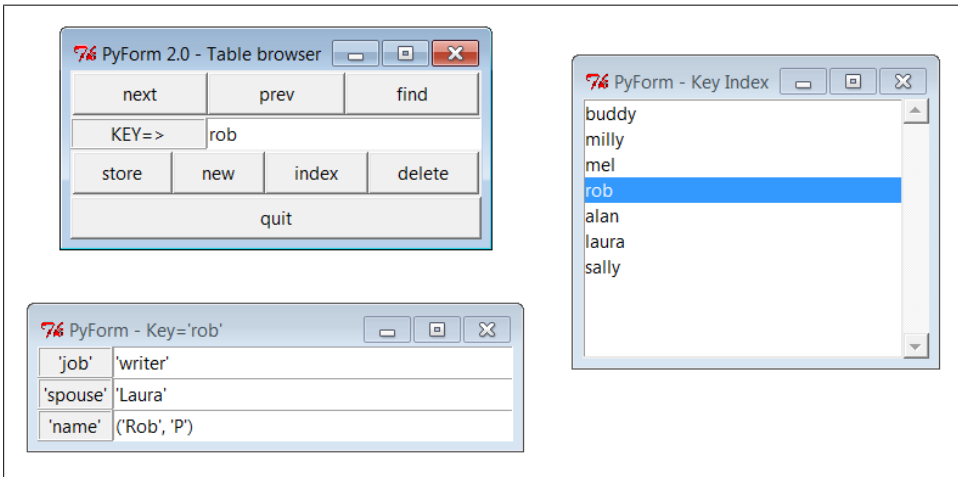 PyForm 2.0 - Table browser
next prev find
KEY=> rob
store new index delete
quit
PyForm - Key Index
buddy
milly
mel
rob
alan
laura
sally
PyForm - Key='rob'
'job' 'writer'
'spouse' 'Laura'
'name' ('Rob', 'P')